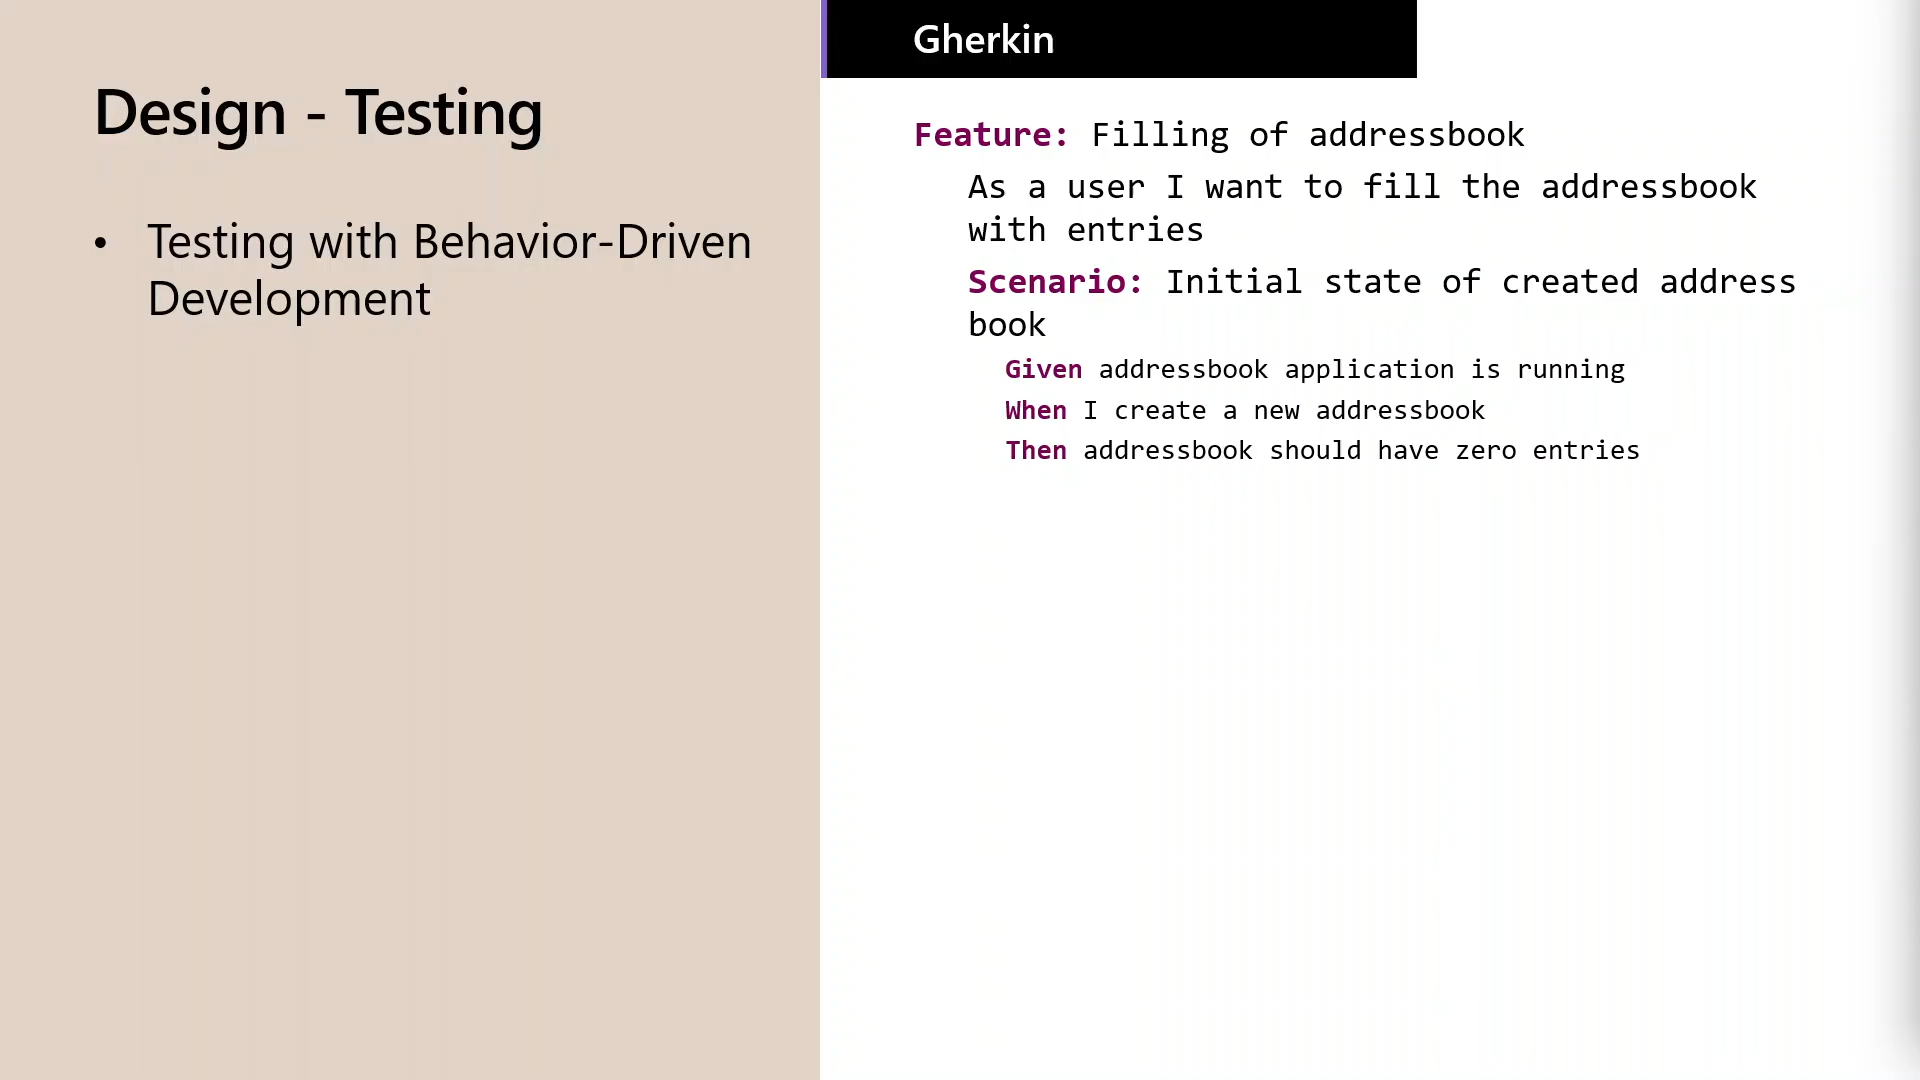 Design - Testing
• Testing with Behavior-Driven
Development
Gherkin
Feature: Filling of addressbook
As a user I want to fill the addressbook
with entries
Scenario: Initial state of created address
book
Given addressbook application is running
When I create a new addressbook
Then addressbook should have zero entries